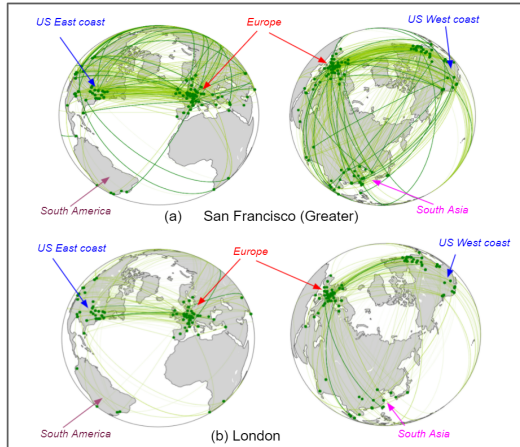 US East coast
Europe
US West coast
South America
South Asia
(a) San Francisco (Greater)
US East coast
Europe
US West coast
South America
South Asia
(b) London